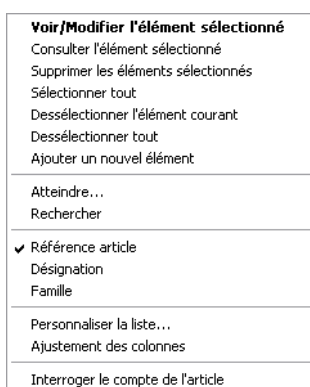 Voir/Modifier l'élément sélectionné
Consulter l'élément sélectionné
Supprimer les éléments sélectionnés
Sélectionner tout
Dessélectionner l'élément courant
Dessélectionner tout
Ajouter un nouvel élément
Atteindre...
Rechercher
✓ Référence article
Désignation
Famille
Personnaliser la liste...
Ajustement des colonnes
Interroger le compte de l'article